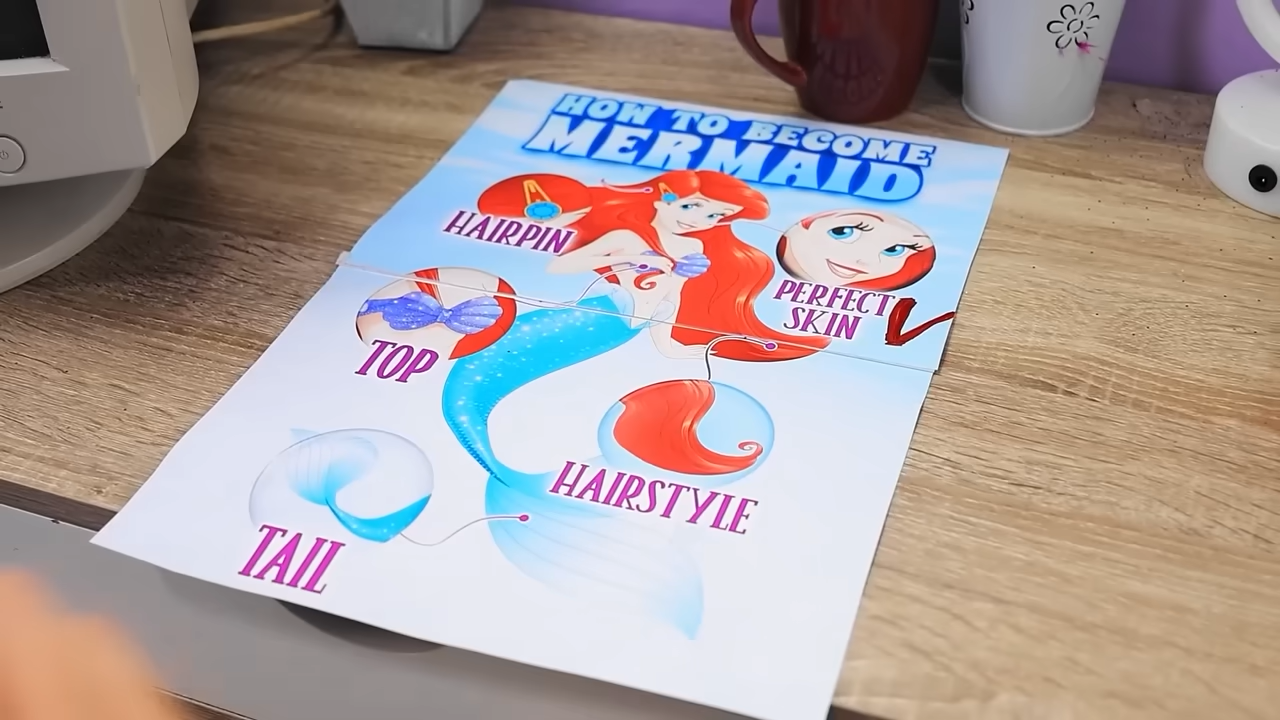 HOW TO BECOME
MERMAID
HAIRPIN
PERFECT
SKIN
TOP
HAIRSTYLE
TAIL